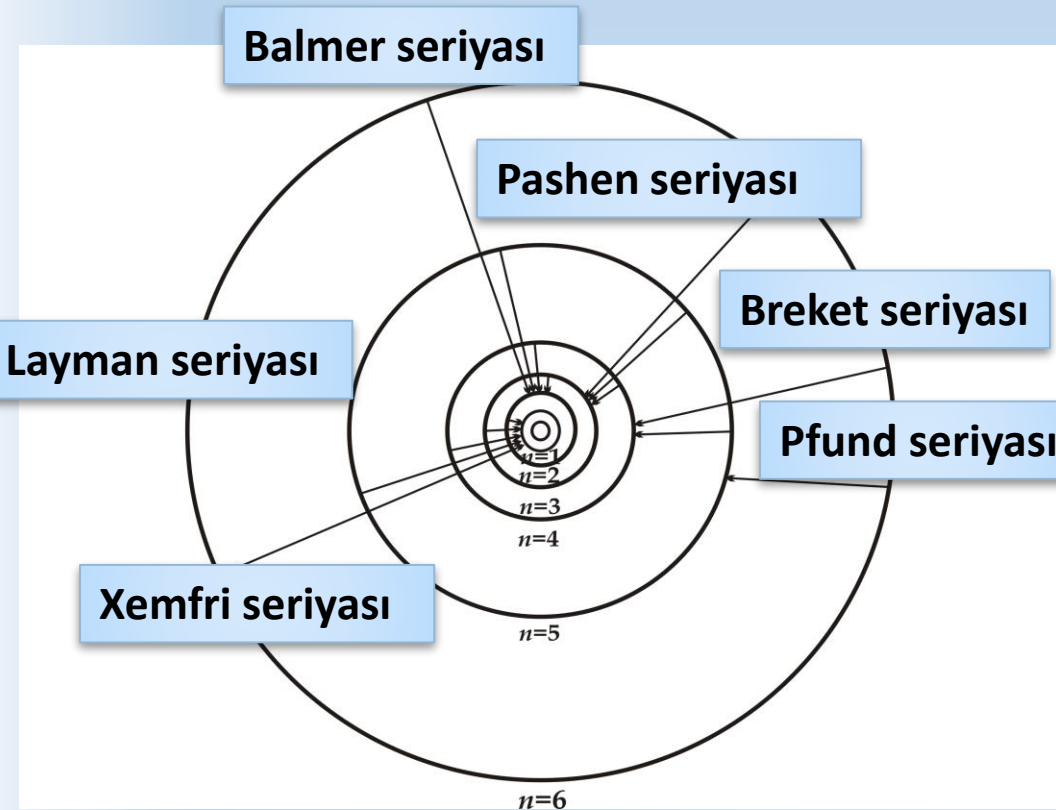 Balmer seriyası
Pashen seriyası
Breket seriyası
Layman seriyası
Pfund seriyası
n=1
n=2
n=3
n=4
Xemfri seriyası
n=5
n=6